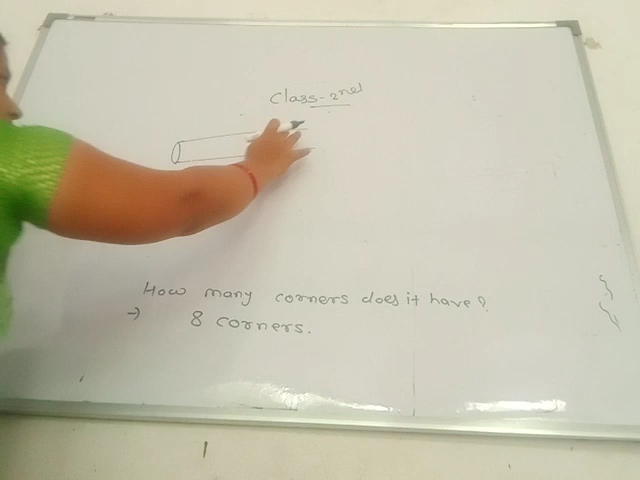 Class-2nd
How many corners does it have?
→ 8 corners.